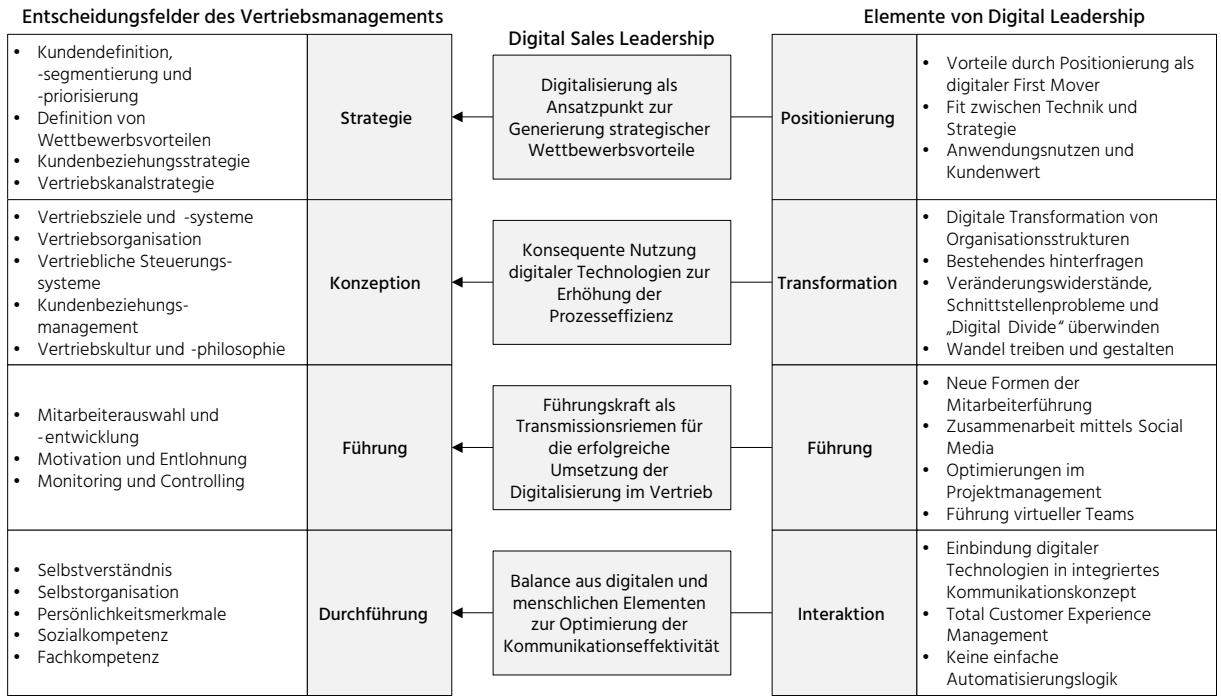 Entscheidungsfelder des Vertriebsmanagements
• Kundendefinition,
-segmentierung und
-priorisierung
• Definition von
Wettbewerbsvorteilen
• Kundenbeziehungsstrategie
• Vertriebskanalstrategie
Strategie
• Vertriebsziele und -systeme
• Vertriebsorganisation
• Vertriebliche Steuerungs-
systeme
• Kundenbeziehungs-
management
• Vertriebskultur und -philosophie
Konzeption
• Mitarbeiterauswahl und
-entwicklung
• Motivation und Entlohnung
• Monitoring und Controlling
Führung
• Selbstverständnis
• Selbstorganisation
• Persönlichkeitsmerkmale
• Sozialkompetenz
• Fachkompetenz
Durchführung
Digital Sales Leadership
Digitalisierung als
Ansatzpunkt zur
Generierung strategischer
Wettbewerbsvorteile
Konsequente Nutzung
digitaler Technologien zur
Erhöhung der
Prozesseffizienz
Führungskraft als
Transmissionsriemen für
die erfolgreiche
Umsetzung der
Digitalisierung im Vertrieb
Balance aus digitalen und
menschlichen Elementen
zur Optimierung der
Kommunikationseffektivität
Elemente von Digital Leadership
Positionierung
• Vorteile durch Positionierung als
digitaler First Mover
• Fit zwischen Technik und
Strategie
• Anwendungsnutzen und
Kundenwert
Transformation
• Digitale Transformation von
Organisationsstrukturen
• Bestehendes hinterfragen
• Veränderungswiderstände,
Schnittstellenprobleme und
„Digital Divide“ überwinden
• Wandel treiben und gestalten
Führung
• Neue Formen der
Mitarbeiterführung
• Zusammenarbeit mittels Social
Media
• Optimierungen im
Projektmanagement
• Führung virtueller Teams
Interaktion
• Einbindung digitaler
Technologien in integriertes
Kommunikationskonzept
• Total Customer Experience
Management
• Keine einfache
Automatisierungslogik